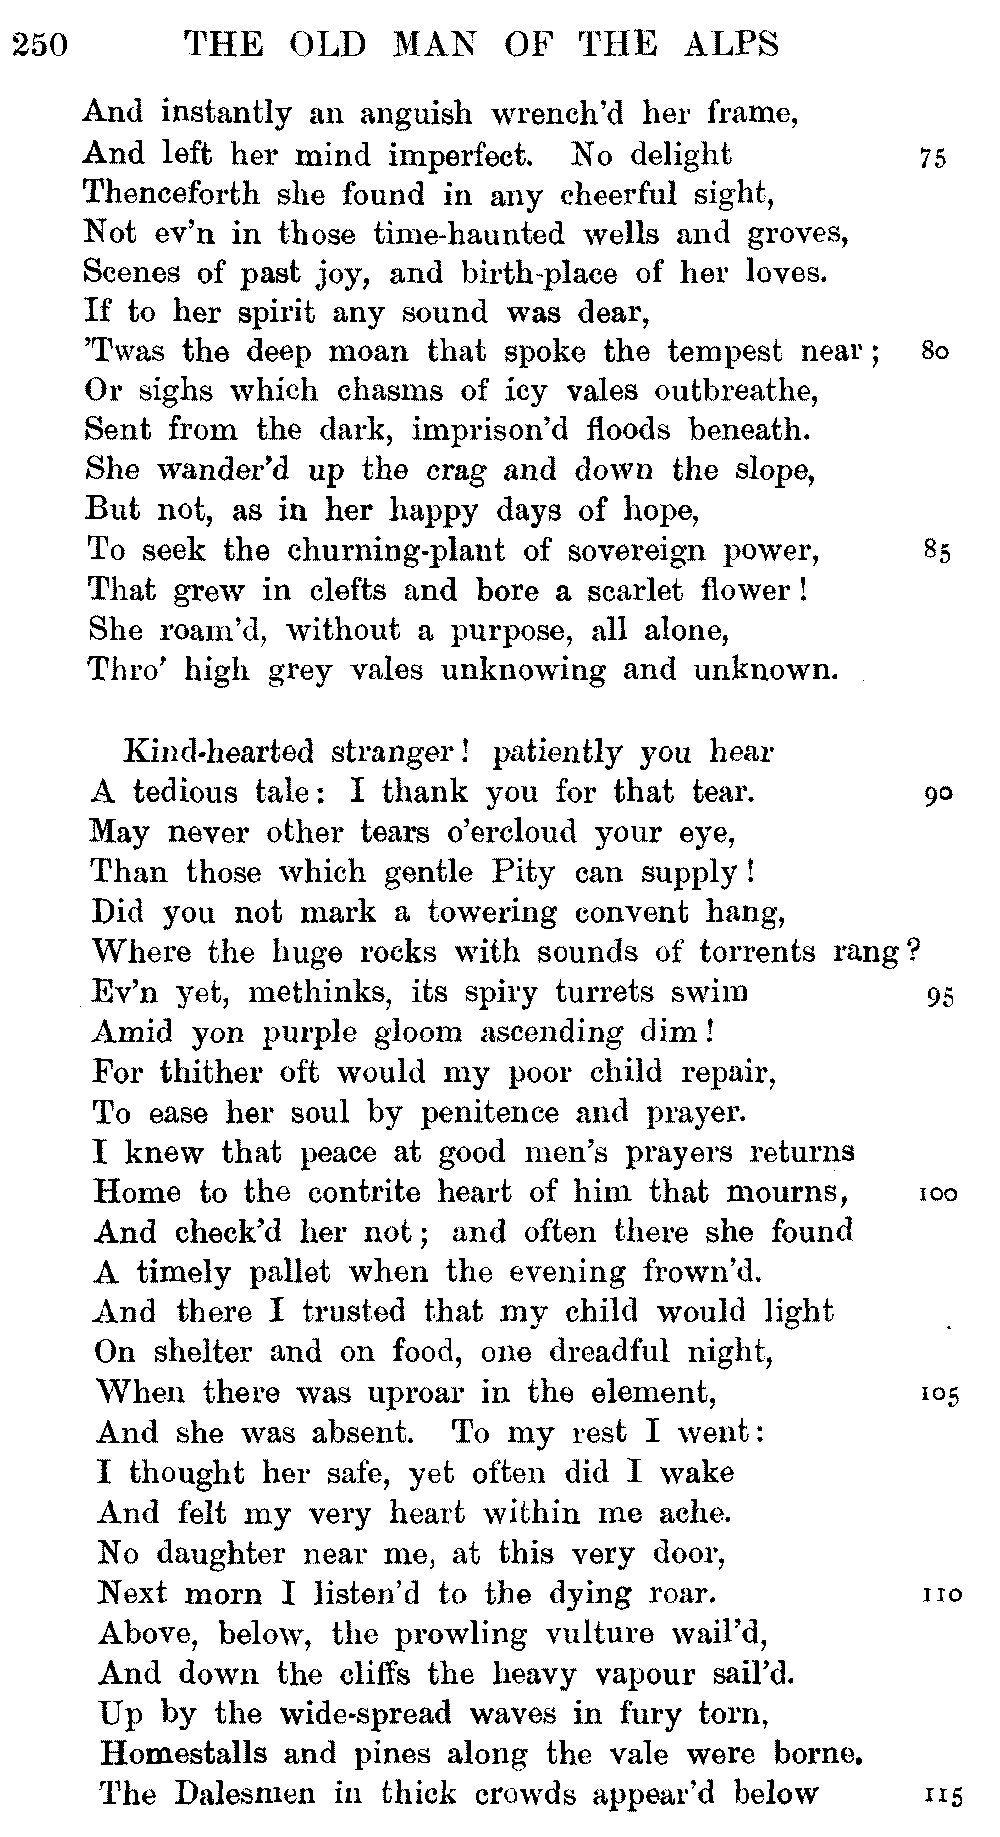 250 THE OLD MAN OF THE ALPS
And instantly an anguish wrench'd her frame,
And left her mind imperfect. No delight 75
Thenceforth she found in any cheerful sight,
Not ev'n in those time-haunted wells and groves,
Scenes of past joy, and birth-place of her loves.
If to her spirit any sound was dear,
'Twas the deep moan that spoke the tempest near; 80
Or sighs which chasms of icy vales outbreathe,
Sent from the dark, imprison'd floods beneath.
She wander'd up the crag and down the slope,
But not, as in her happy days of hope,
To seek the churning-plant of sovereign power, 85
That grew in clefts and bore a scarlet flower!
She roam'd, without a purpose, all alone,
Thro' high grey vales unknowing and unknown.

Kind-hearted stranger! patiently you hear
A tedious tale: I thank you for that tear. 90
May never other tears o'ercloud your eye,
Than those which gentle Pity can supply!
Did you not mark a towering convent hang,
Where the huge rocks with sounds of torrents rang?
Ev'n yet, methinks, its spiry turrets swim 95
Amid yon purple gloom ascending dim!
For thither oft would my poor child repair,
To ease her soul by penitence and prayer.
I knew that peace at good men's prayers returns
Home to the contrite heart of him that mourns, 100
And check'd her not; and often there she found
A timely pallet when the evening frown'd.
And there I trusted that my child would light
On shelter and on food, one dreadful night,
When there was uproar in the element, 105
And she was absent. To my rest I went:
I thought her safe, yet often did I wake
And felt my very heart within me ache.
No daughter near me, at this very door,
Next morn I listen'd to the dying roar. 110
Above, below, the prowling vulture wail'd,
And down the cliffs the heavy vapour sail'd.
Up by the wide-spread waves in fury torn,
Homestalls and pines along the vale were borne.
The Dalesmen in thick crowds appear'd below 115